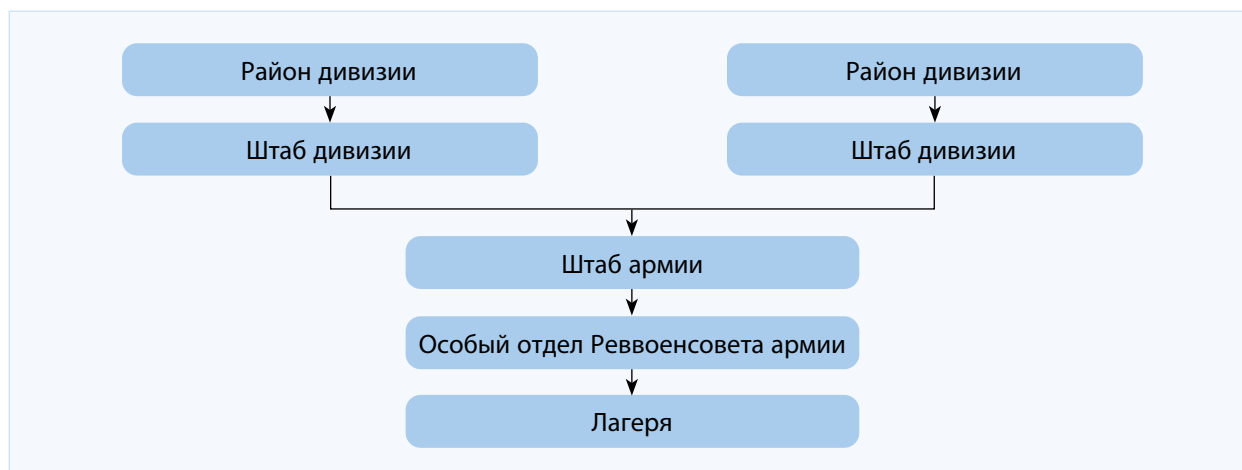 Район дивизии
Район дивизии
Штаб дивизии
Штаб дивизии
Штаб армии
Особый отдел Реввоенсовета армии
Лагеря